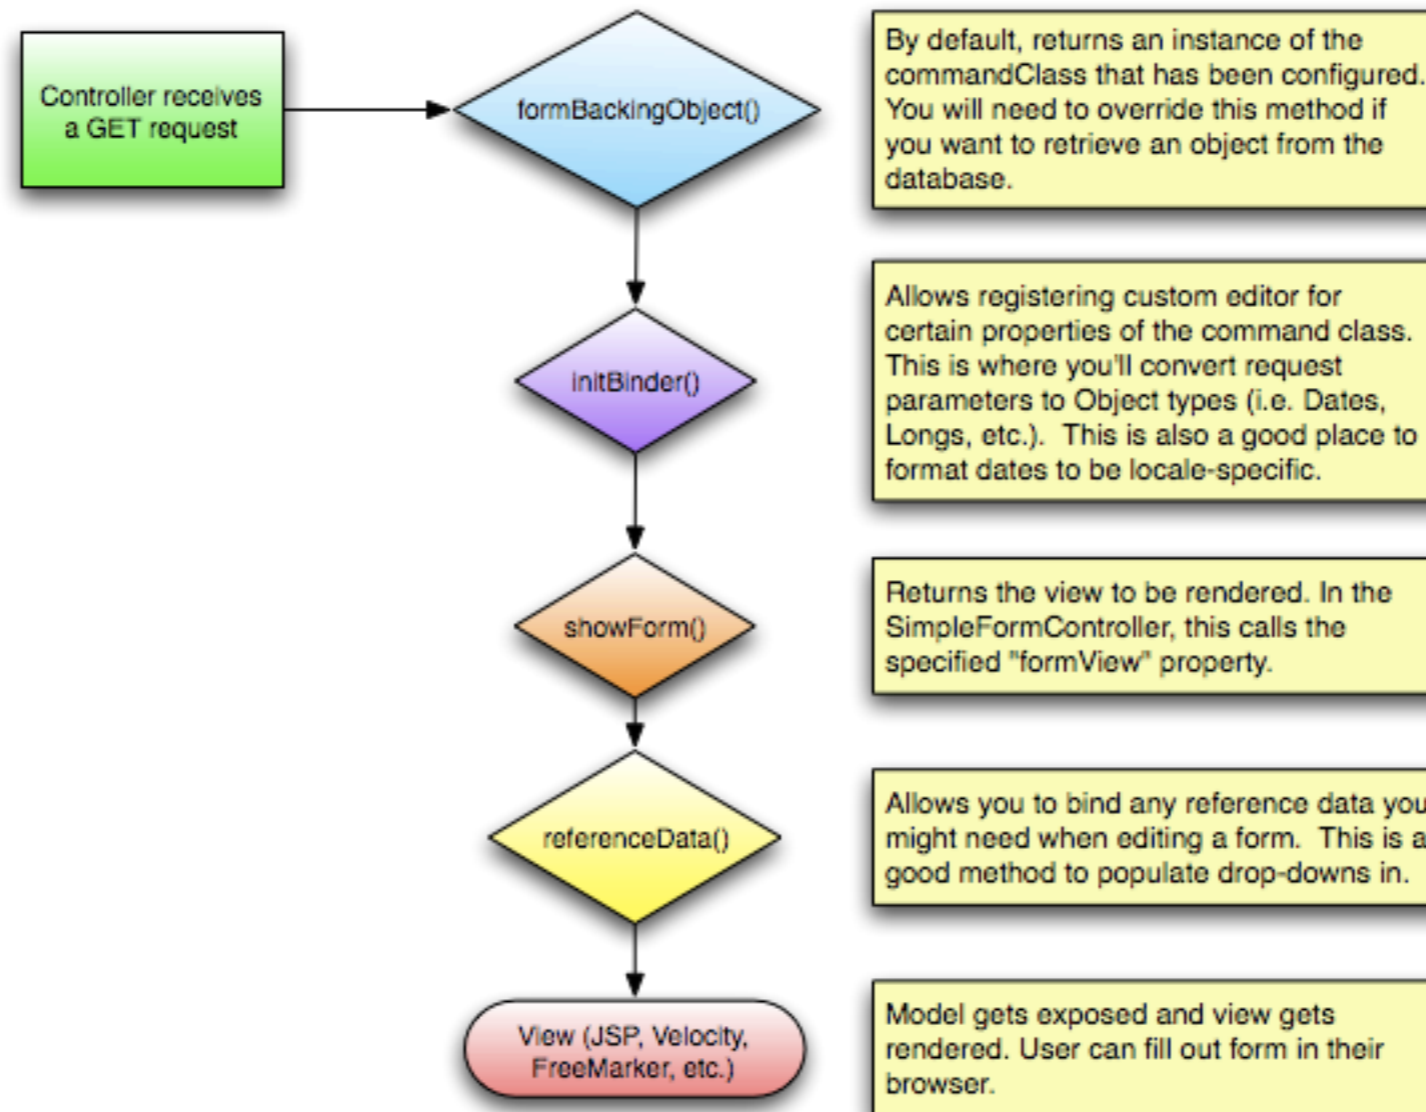 Controller receives
a GET request
formBackingObject()
By default, returns an instance of the
commandClass that has been configured.
You will need to override this method if
you want to retrieve an object from the
database.
initBinder()
Allows registering custom editor for
certain properties of the command class.
This is where you'll convert request
parameters to Object types (i.e. Dates,
Longs, etc.).  This is also a good place to
format dates to be locale-specific.
showForm()
Returns the view to be rendered. In the
SimpleFormController, this calls the
specified "formView" property.
referenceData()
Allows you to bind any reference data you
might need when editing a form.  This is a
good method to populate drop-downs in.
View (JSP, Velocity,
FreeMarker, etc.)
Model gets exposed and view gets
rendered. User can fill out form in their
browser.